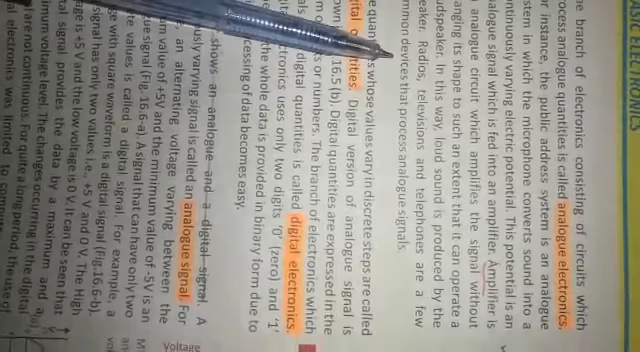 he branch of electronics consisting of circuits which
rocess analogue quantities is called analogue electronics.
or instance, the public address system is an analogue
stem in which the microphone converts sound into a
ontinuously varying electric potential. This potential is an
alogue signal which is fed into an amplifier. Amplifier is
analogue circuit which amplifies the signal without
anging its shape to such an extent that it can operate a
udspeaker. In this way, loud sound is produced by the
eaker. Radios, televisions and telephones are a few
mmon devices that process analogue signals.
gital tities.
e quan s whose values vary in discrete steps are called
Digital version of analogue signal is
own 16.5 (b). Digital quantities are expressed in the
rm s or numbers. The branch of electronics which
digital quantities is called digital electronics.
ctronics uses only two digits '0' (zero) and '1'
the whole data is provided in binary form due to
cessing of data becomes easy.
shows an analogue and a digital signal. A
ously varying signal is called an analogue signal. For
an alternating voltage varying between the
um value of +5V and the minimum value of -5V is an
ue signal (Fig. 16.6-a). A signal that can have only two
te values is called a digital signal. For example, a
ge with square waveform is a digital signal (Fig.16.6-b).
signal has only two values i.e., +5 V and 0 V. The High
age is +5 V and the low voltage is 0 V. It can be seen that
tal signal provides the data by a maximum and a
imum voltage level. The changes occurring in the digital
are not continuous. For quite a long period, the use of
al electronics was limited to
Voltage